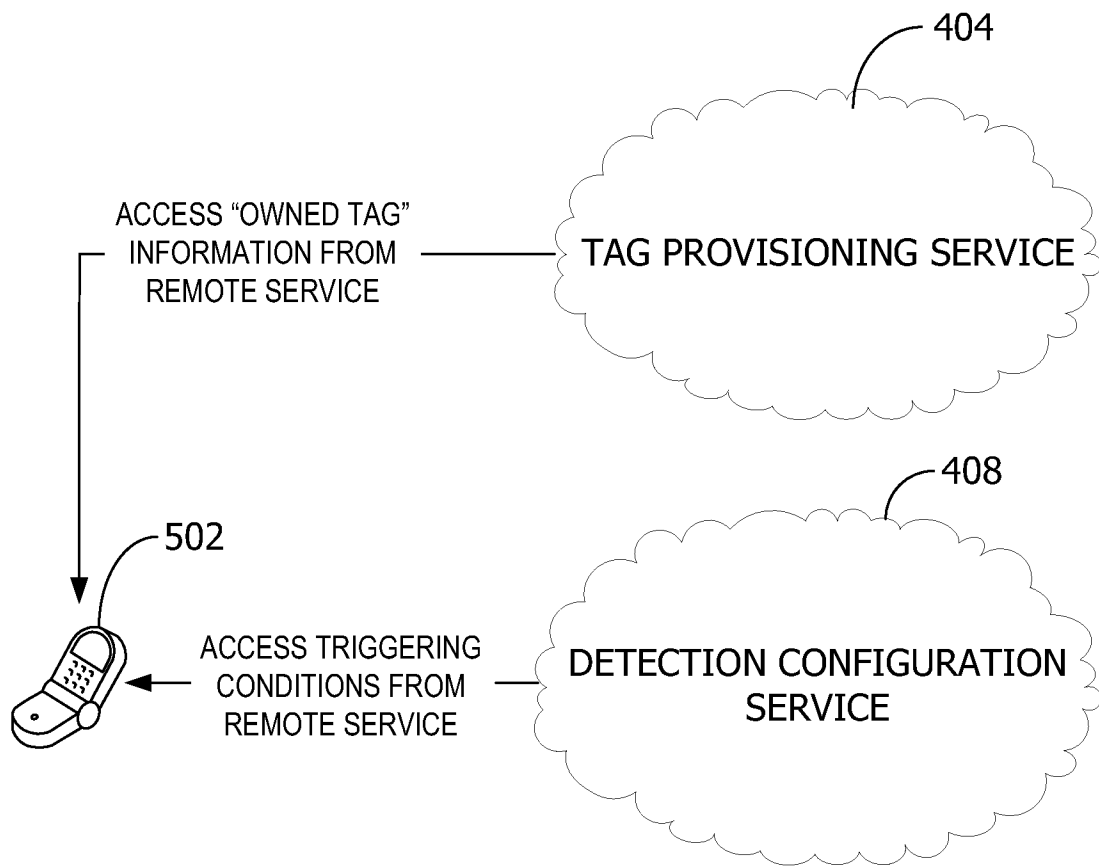 404
ACCESS “OWNED TAG”
INFORMATION FROM
REMOTE SERVICE
TAG PROVISIONING SERVICE
408
502
ACCESS TRIGGERING
CONDITIONS FROM
REMOTE SERVICE
DETECTION CONFIGURATION
SERVICE